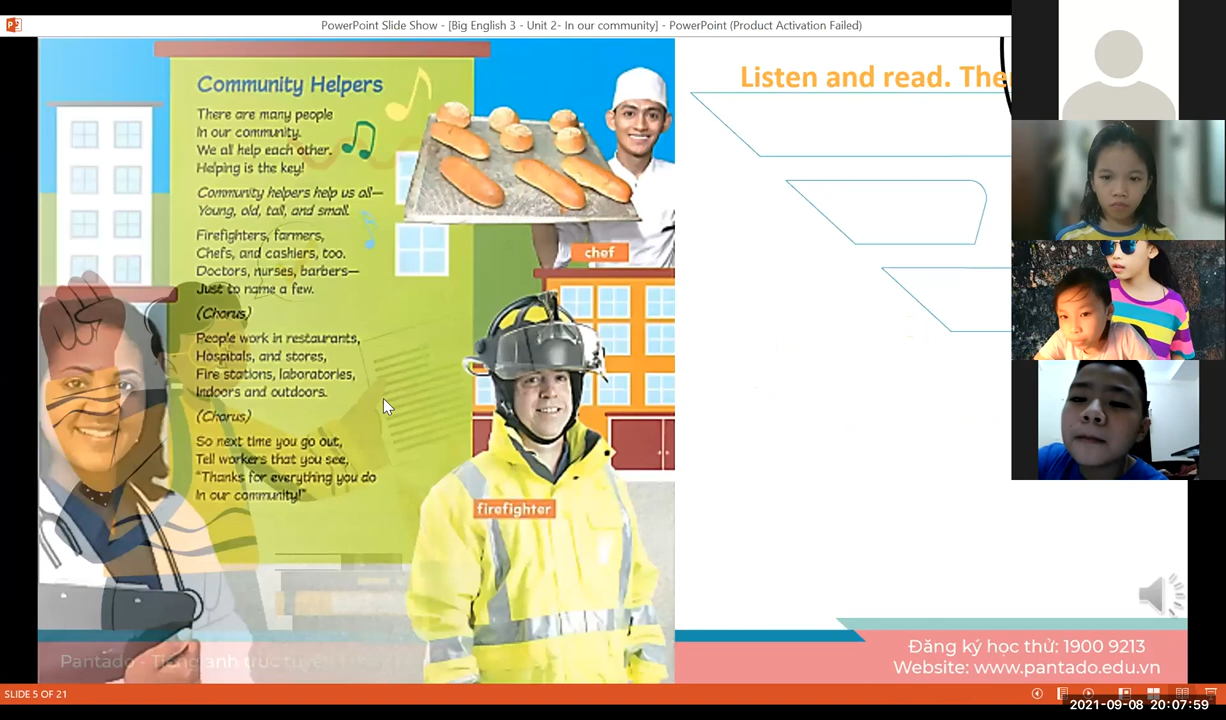 PowerPoint Slide Show - [Big English 3 - Unit 2- In our community] - PowerPoint (Product Activation Failed)
Community Helpers
There are many people
In our community.
We all help each other.
Helping is the key!
Community helpers help us all—
Young, old, tall, and small.
Firefighters, farmers,
Chefs, and cashiers, too.
Doctors, nurses, barbers—
Just to name a few.
(Chorus)
People work in restaurants,
Hospitals, and stores,
Fire stations, laboratories,
Indoors and outdoors.
(Chorus)
So next time you go out,
Tell workers that you see,
"Thanks for everything you do
In our community!"
chef
firefighter
Listen and read.
Pantado - Tiếng anh trực tuyến
Đăng ký học thử: 1900 9213
Website: www.pantado.edu.vn
SLIDE 5 OF 21
2021-09-08 20:07:59